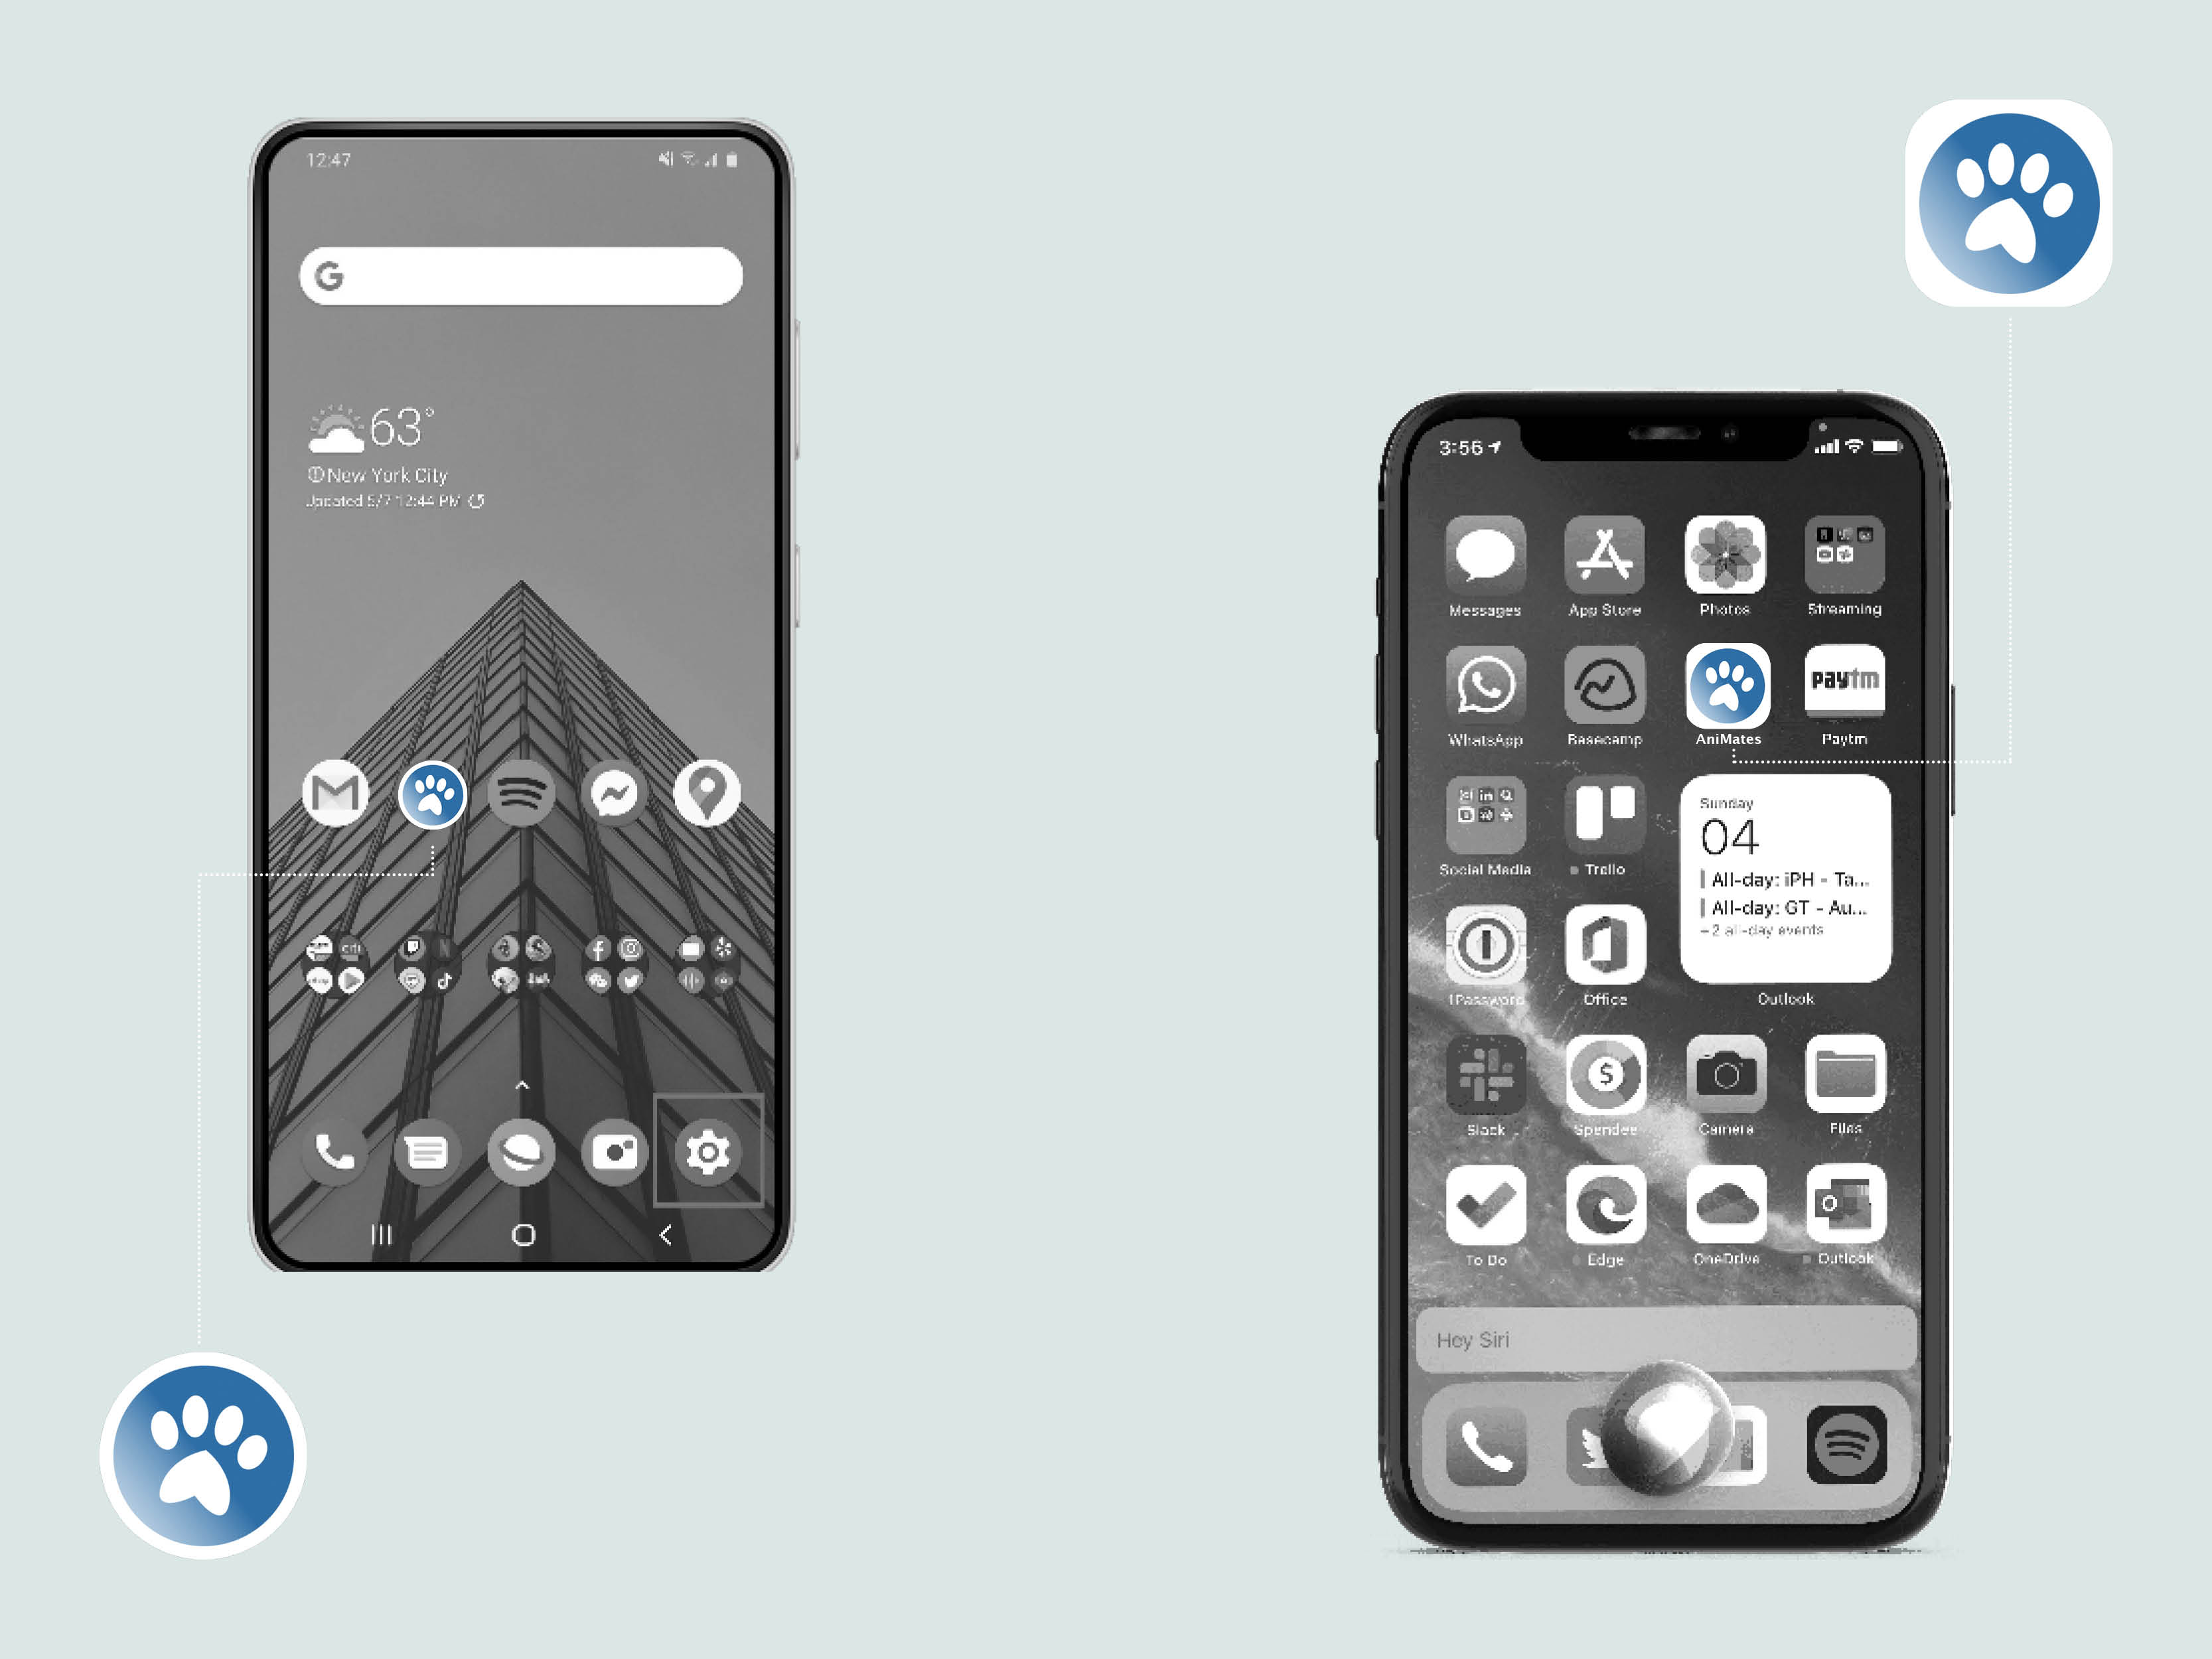 12:47
G
63°
New York City
Updated 5/7 12:44 PM
3:56
Messages
App Store
Photos
Streaming
WhatsApp
Basecamp
AniMates
paytm
Paytm
Social Media
Trello
Sunday
04
All-day: iPH - Ta...
All-day: GT - Au...
+2 all-day events
1Password
Office
Outlook
Slack
Spendee
Camera
Files
To Do
Edge
OneDrive
Outlook
Hey Siri